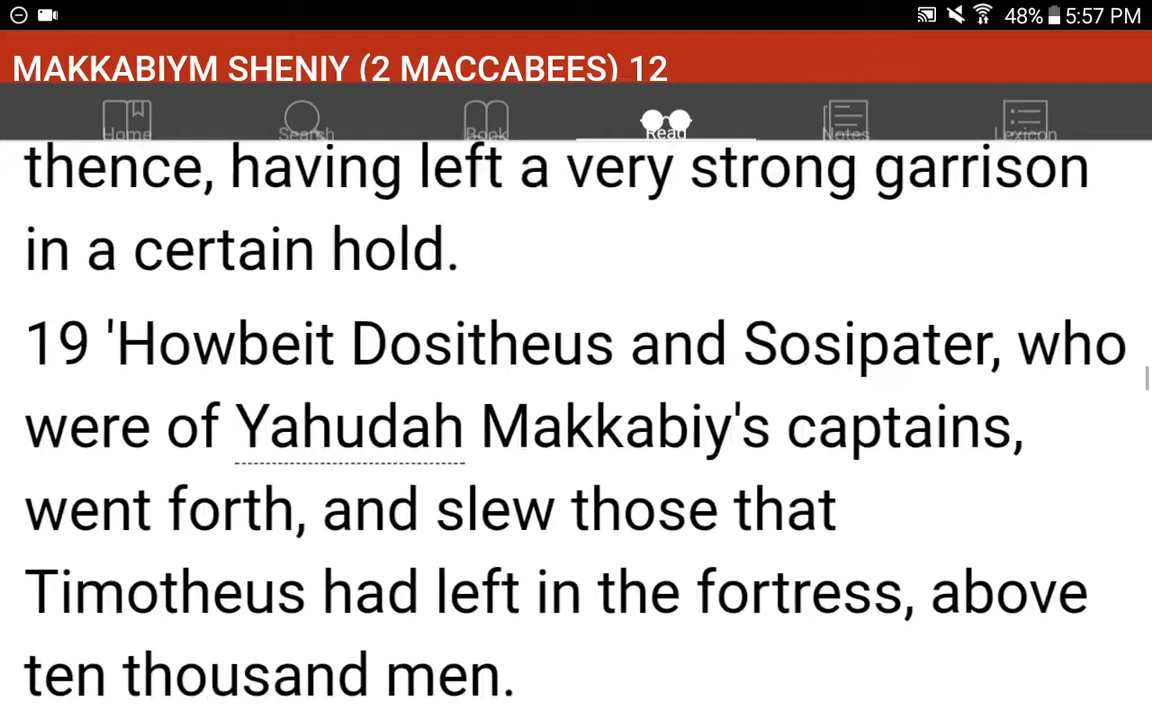 48% 5:57 PM
MAKKABIYM SHENIY (2 MACCABEES) 12
Home Search Book Read Notes Lexicon
thence, having left a very strong garrison
in a certain hold.
19 'Howbeit Dositheus and Sosipater, who
were of Yahudah Makkabiy's captains,
went forth, and slew those that
Timotheus had left in the fortress, above
ten thousand men.